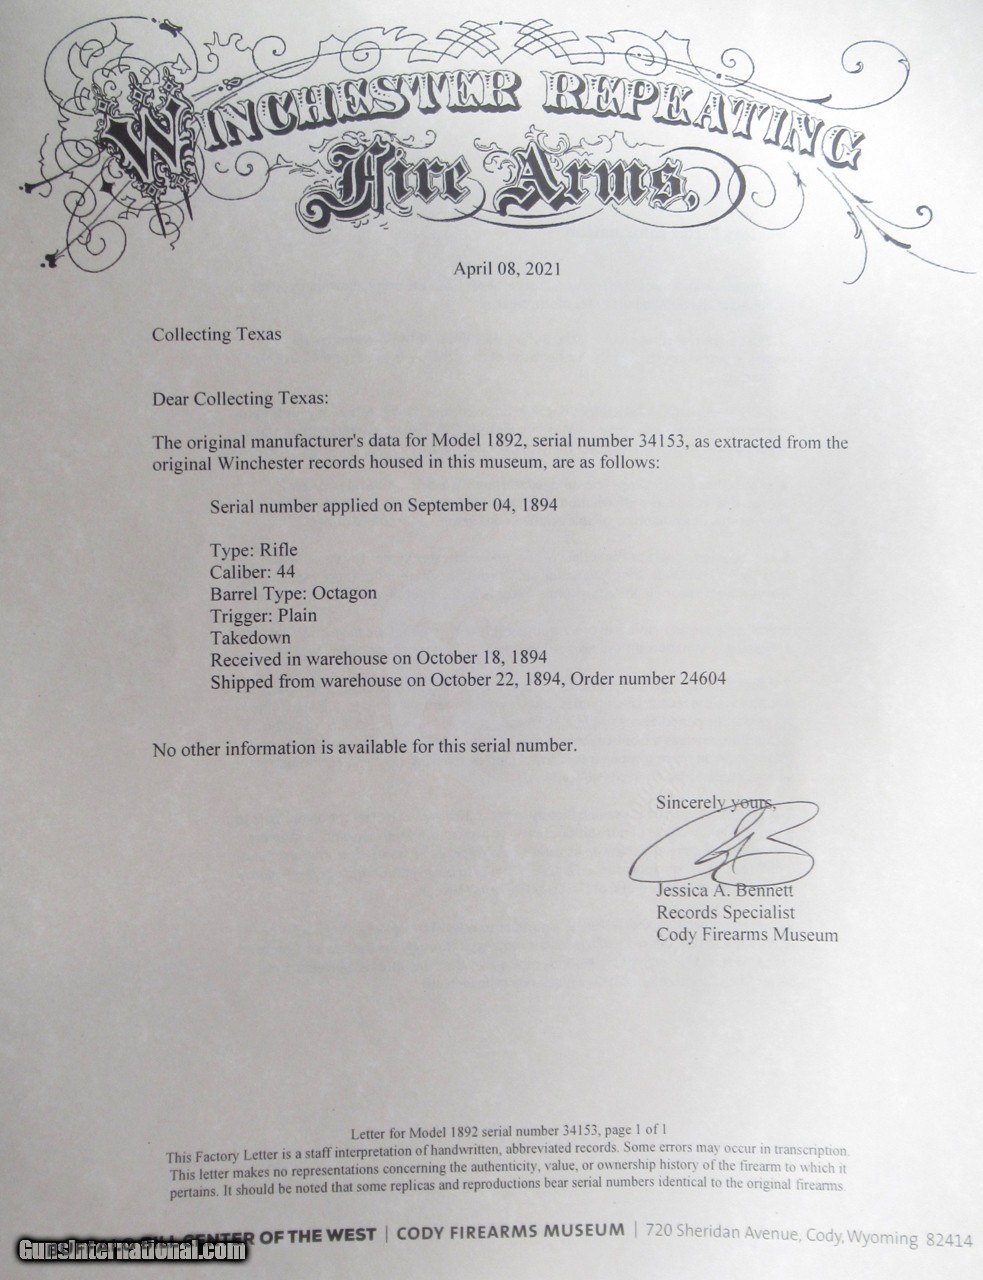 WINCHESTER REPEATING
Fire Arms,
April 08, 2021
Collecting Texas
Dear Collecting Texas:
The original manufacturer's data for Model 1892, serial number 34153, as extracted from the
original Winchester records housed in this museum, are as follows:
Serial number applied on September 04, 1894
Type: Rifle
Caliber: 44
Barrel Type: Octagon
Trigger: Plain
Takedown
Received in warehouse on October 18, 1894
Shipped from warehouse on October 22, 1894, Order number 24604
No other information is available for this serial number.
Sincerely yours,
Jessica A. Bennett
Records Specialist
Cody Firearms Museum
Letter for Model 1892 serial number 34153, page 1 of 1
This Factory Letter is a staff interpretation of handwritten, abbreviated records. Some errors may occur in transcription.
This letter makes no representations concerning the authenticity, value, or ownership history of the firearm to which it
pertains. It should be noted that some replicas and reproductions bear serial numbers identical to the original firearms.
CENTER OF THE WEST | CODY FIREARMS MUSEUM | 720 Sheridan Avenue, Cody, Wyoming 82414
GunsInternational.com